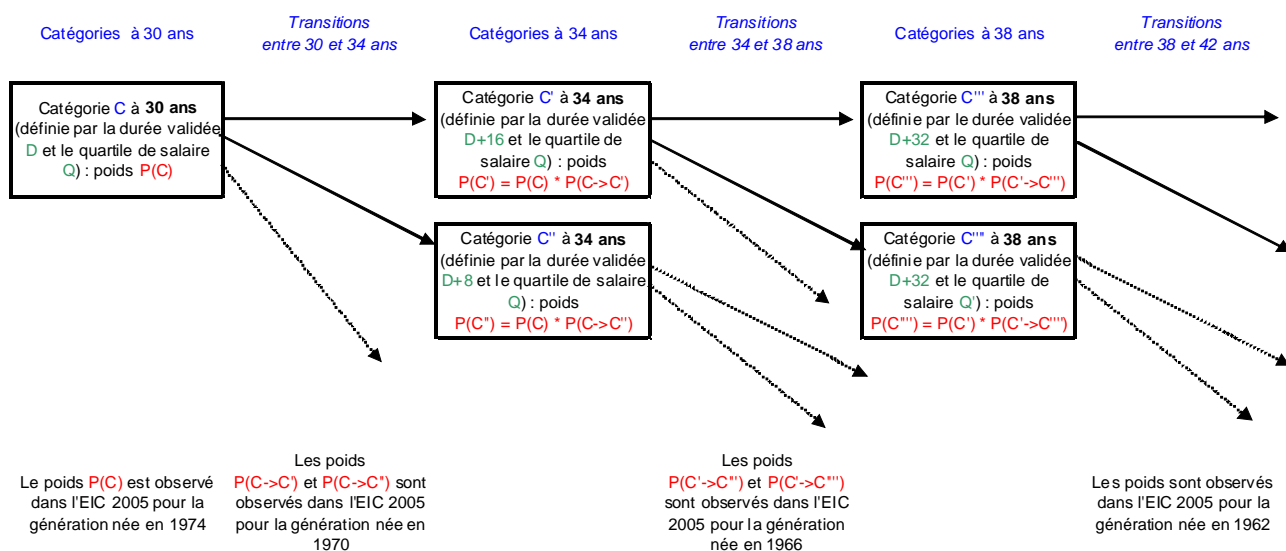 Catégories à 30 ans
Transitions
entre 30 et 34 ans
Catégories à 34 ans
Transitions
entre 34 et 38 ans
Catégories à 38 ans
Transitions
entre 38 et 42 ans
Catégorie C à 30 ans
(définie par la durée validée
D et le quartile de salaire
Q) : poids P(C)
Catégorie C' à 34 ans
(définie par la durée validée
D+16 et le quartile de
salaire Q) : poids
P(C') = P(C) * P(C->C')
Catégorie C''' à 38 ans
(définie par le durée validée
D+32 et le quartile de
salaire Q) : poids
P(C''') = P(C') * P(C'->C''')
Catégorie C'' à 34 ans
(définie par la durée validée
D+8 et le quartile de salaire
Q) : poids
P(C'') = P(C) * P(C->C'')
Catégorie C'''' à 38 ans
(définie par la durée validée
D+32 et le quartile de
salaire Q') : poids
P(C'''') = P(C') * P(C'->C'''')
Le poids P(C) est observé
dans l'EIC 2005 pour la
génération née en 1974
Les poids
P(C->C') et P(C->C'') sont
observés dans l'EIC 2005
pour la génération née en
1970
Les poids
P(C'->C''') et P(C'->C'''')
sont observés dans l'EIC
2005 pour la génération
née en 1966
Les poids sont observés
dans l'EIC 2005 pour la
génération née en 1962